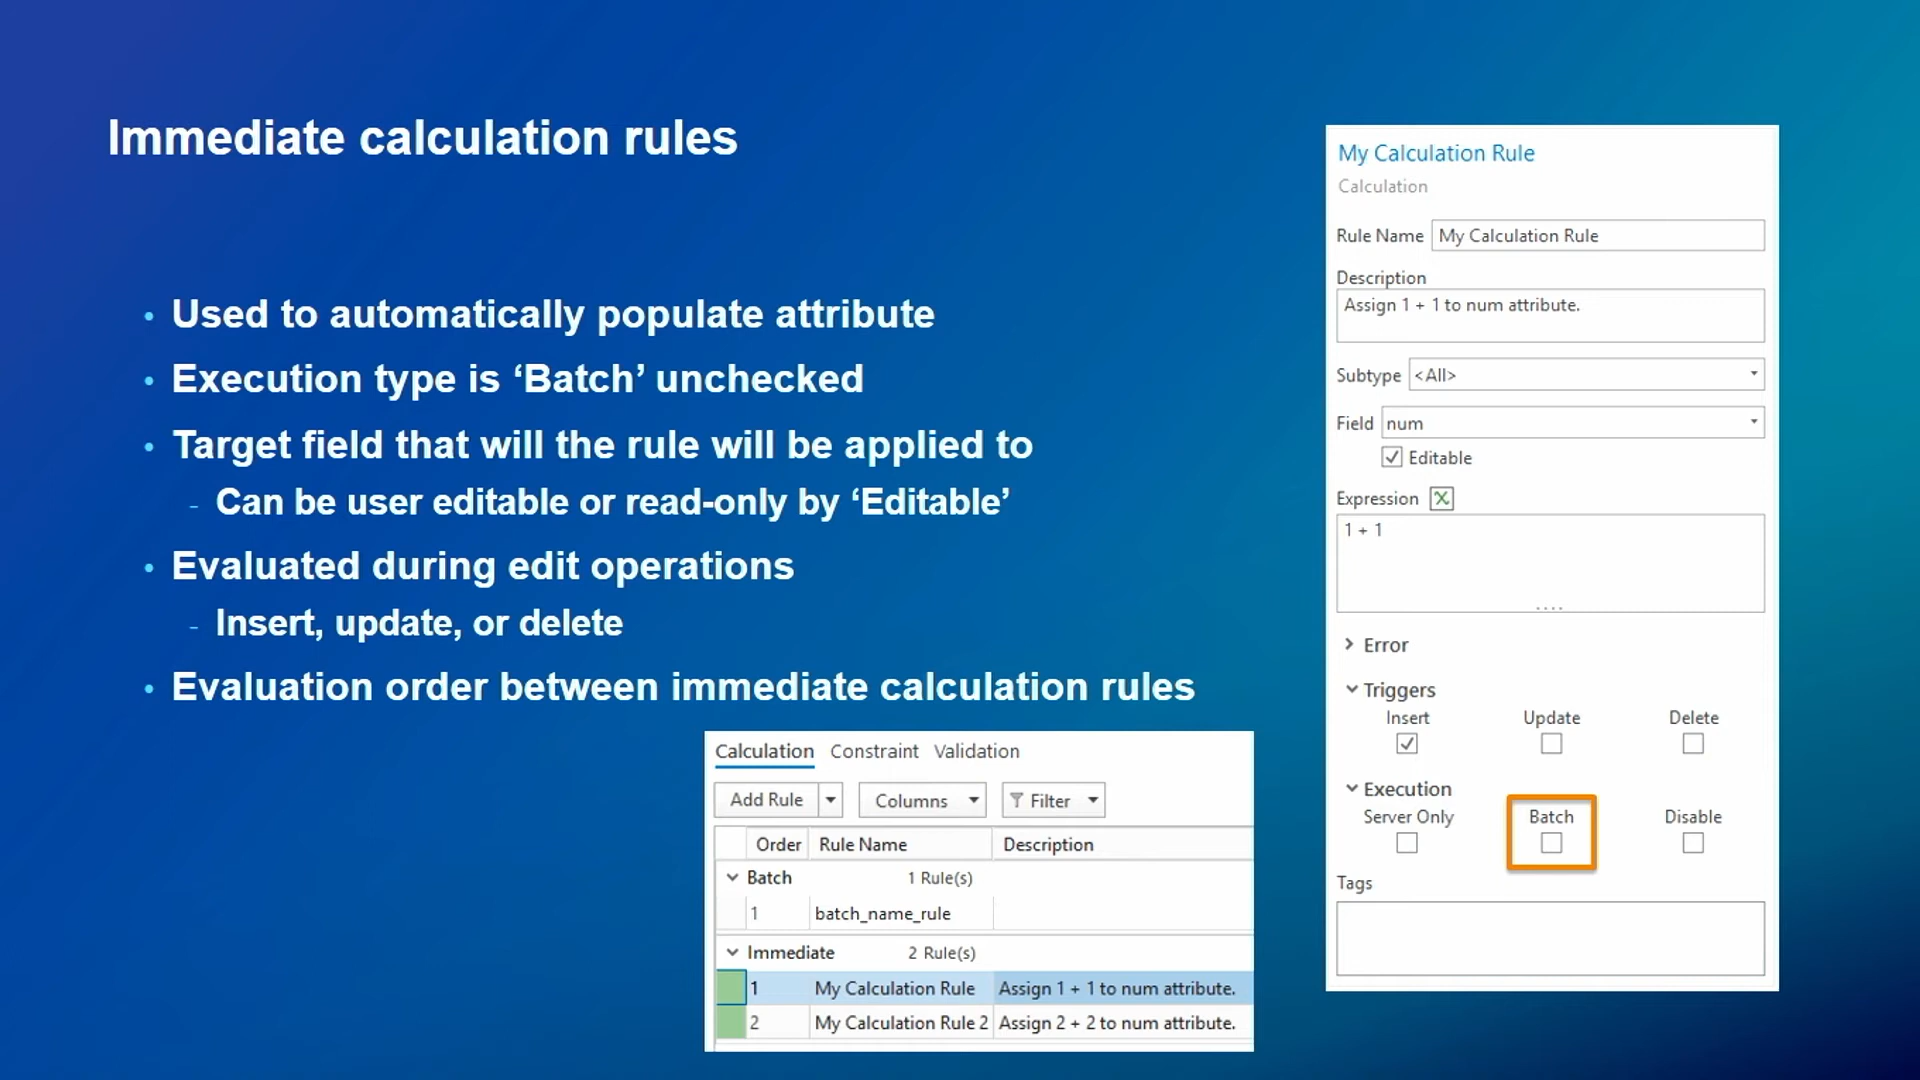 Immediate calculation rules
• Used to automatically populate attribute
• Execution type is ‘Batch’ unchecked
• Target field that will the rule will be applied to
- Can be user editable or read-only by ‘Editable’
• Evaluated during edit operations
- Insert, update, or delete
• Evaluation order between immediate calculation rules
Calculation Constraint Validation
Add Rule Columns Filter
Order Rule Name Description
Batch 1 Rule(s)
1 batch_name_rule
Immediate 2 Rule(s)
1 My Calculation Rule Assign 1 + 1 to num attribute.
2 My Calculation Rule 2 Assign 2 + 2 to num attribute.
My Calculation Rule
Calculation
Rule Name My Calculation Rule
Description
Assign 1 + 1 to num attribute.
Subtype <All>
Field num
Editable
Expression
1 + 1
Error
Triggers
Insert Update Delete
Execution
Server Only Batch Disable
Tags